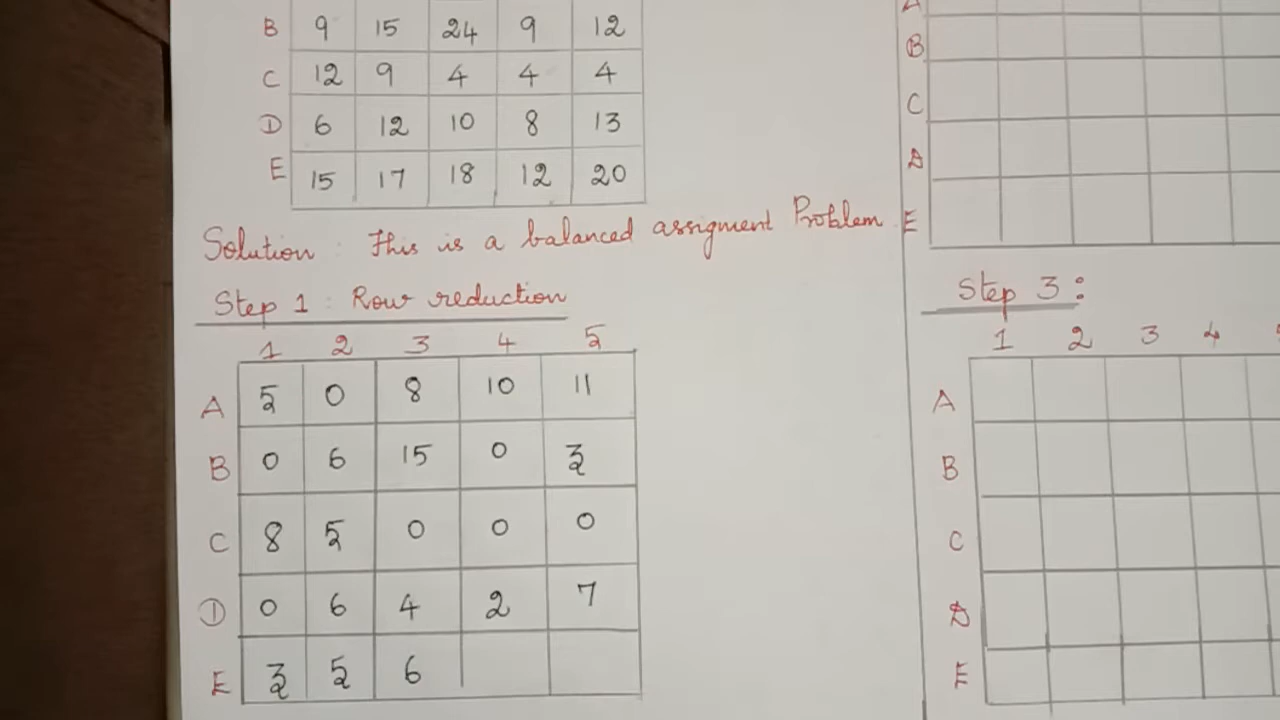 B 9 15 24 9 12
C 12 9 4 4 4
D 6 12 10 8 13
E 15 17 18 12 20
Solution : This is a balanced assigment Problem
Step 1 : Row reduction
1 2 3 4 5
A 5 0 8 10 11
B 0 6 15 0 3
C 8 5 0 0 0
D 0 6 4 2 7
E 3 5 6
A
B
C
D
E
Step 3 :
1 2 3 4
A
B
C
D
E